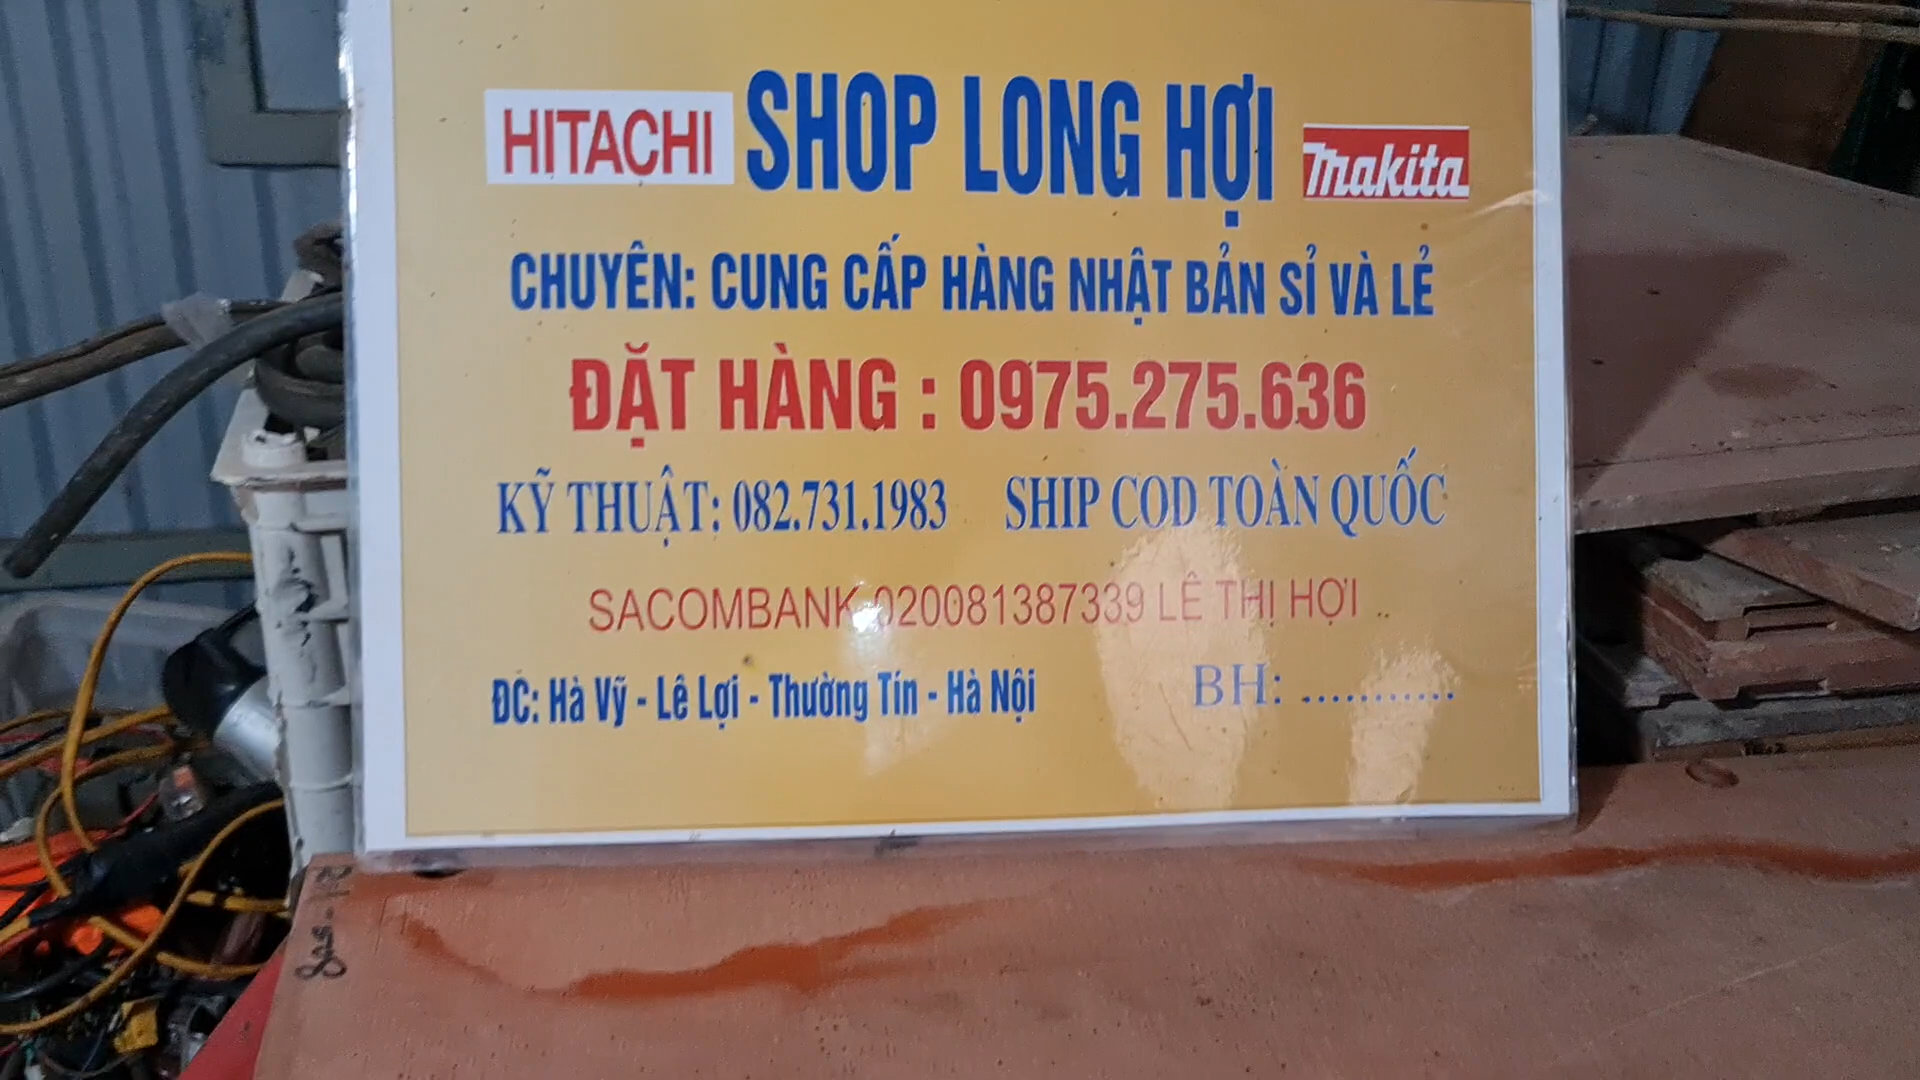 HITACHI SHOP LONG HỢI makita
CHUYÊN: CUNG CẤP HÀNG NHẬT BẢN SỈ VÀ LẺ
ĐẶT HÀNG : 0975.275.636
KỸ THUẬT: 082.731.1983 SHIP COD TOÀN QUỐC
SACOMBANK 020081387339 LÊ THỊ HỢI ..
ĐC: Hà Vỹ - Lê Lợi - Thường Tín - Hà Nội BH: ...........